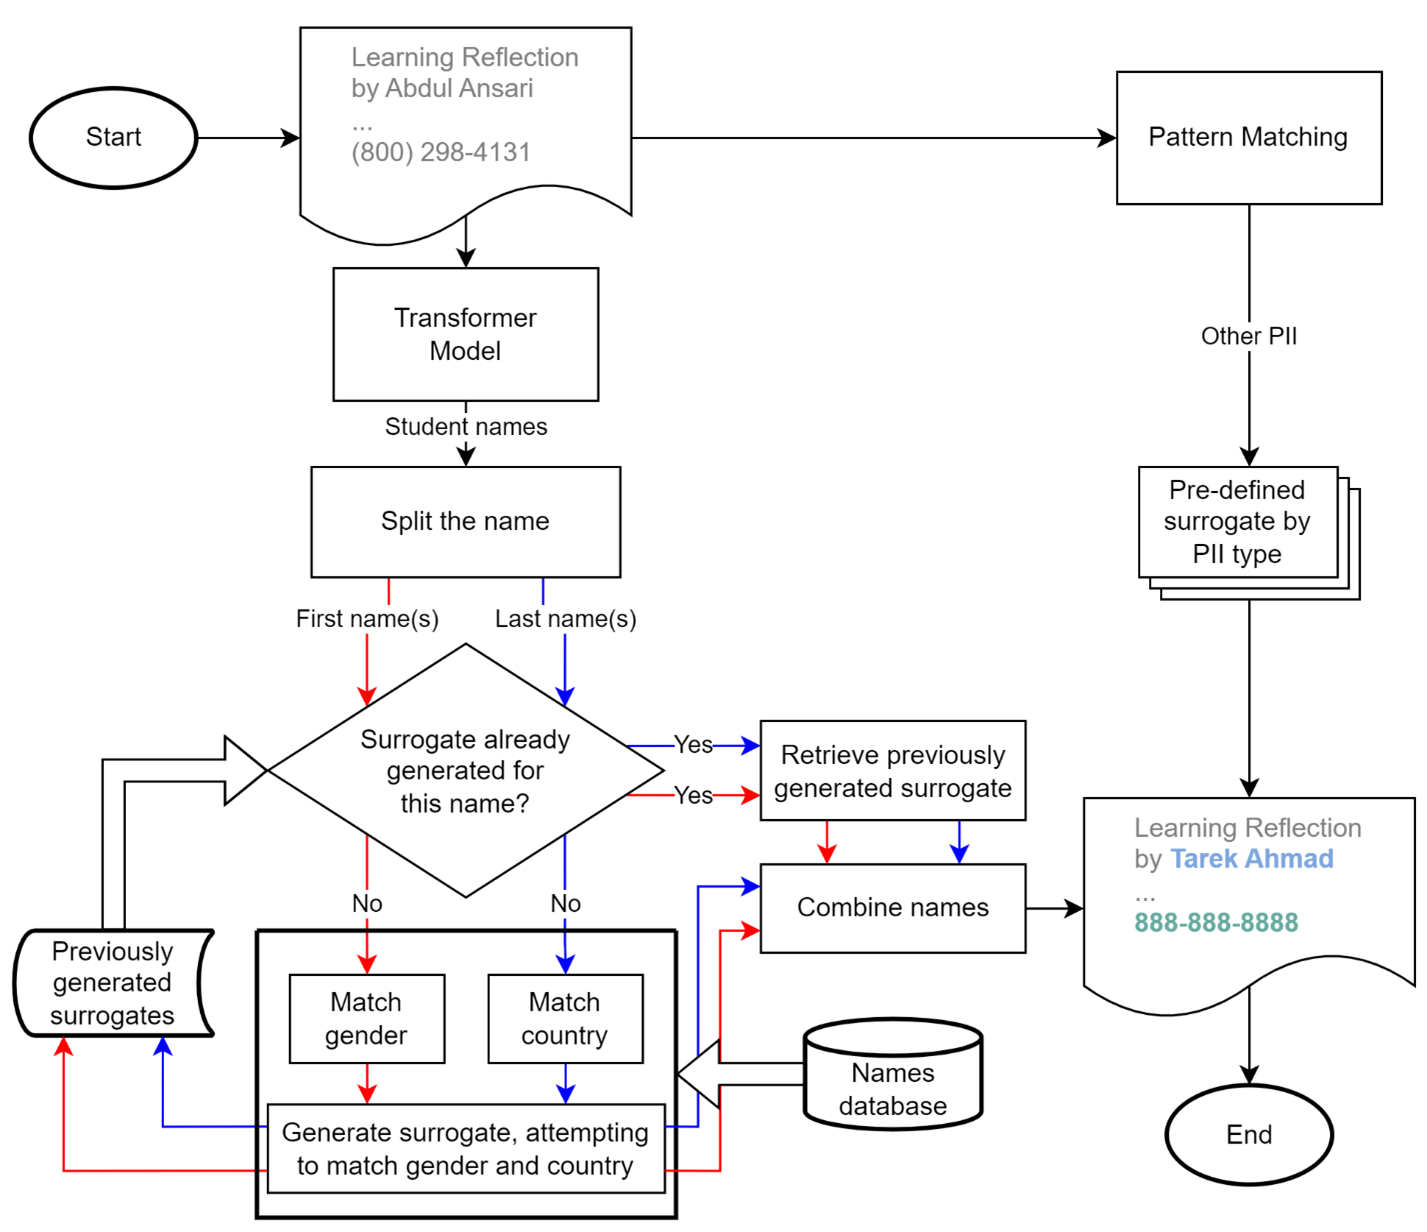 Start
Learning Reflection
by Abdul Ansari
...
(800) 298-4131
Pattern Matching
Transformer
Model
Other PII
Student names
Split the name
Pre-defined
surrogate by
PII type
First name(s)
Last name(s)
Surrogate already
generated for
this name?
Yes
Yes
Retrieve previously
generated surrogate
Learning Reflection
by Tarek Ahmad
...
888-888-8888
No
No
Combine names
Previously
generated
surrogates
Match
gender
Match
country
Names
database
Generate surrogate, attempting
to match gender and country
End